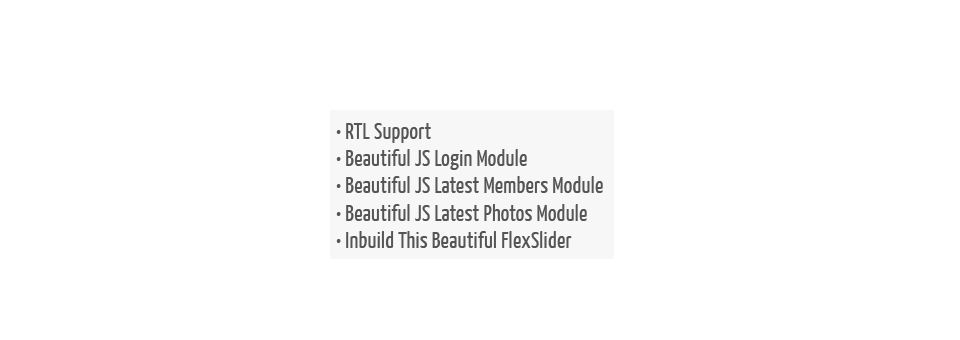 • RTL Support
• Beautiful JS Login Module
• Beautiful JS Latest Members Module
• Beautiful JS Latest Photos Module
• Inbuild This Beautiful FlexSlider